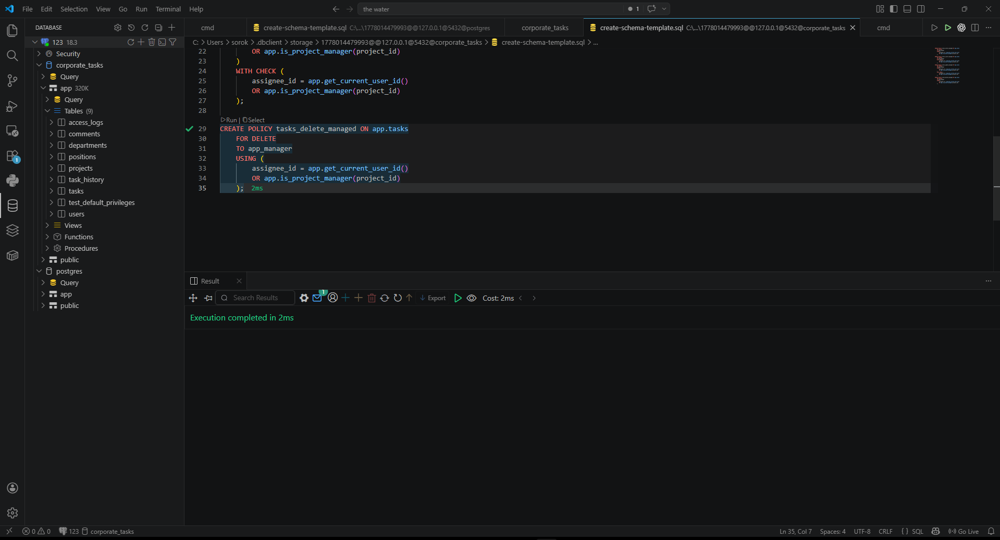 File Edit Selection View Go Run Terminal Help
the water
1
DATABASE
cmd
create-schema-template.sql C:\...\1778014479993@@127.0.0.1@5432@postgres
corporate_tasks
create-schema-template.sql C:\...\1778014479993@@127.0.0.1@5432@corporate_tasks
cmd
C: > Users > sorok > .dbclient > storage > 1778014479993@@127.0.0.1@5432@corporate_tasks > create-schema-template.sql > ...
123 18.3
Security
corporate_tasks
Query
app 320K
Query
Tables (9)
access_logs
comments
departments
positions
projects
task_history
tasks
test_default_privileges
users
Views
Functions
Procedures
public
postgres
Query
app
public
1
22 OR app.is_project_manager(project_id)
23 )
24 WITH CHECK (
25 assignee_id = app.get_current_user_id()
26 OR app.is_project_manager(project_id)
27 );
28
Run | Select
29 CREATE POLICY tasks_delete_managed ON app.tasks
30 FOR DELETE
31 TO app_manager
32 USING (
33 assignee_id = app.get_current_user_id()
34 OR app.is_project_manager(project_id)
35 ); 2ms
Result
Search Results
1
Export
Cost: 2ms
Execution completed in 2ms
0 0 123 corporate_tasks
Ln 35, Col 7 Spaces: 4 UTF-8 CRLF { } SQL Go Live